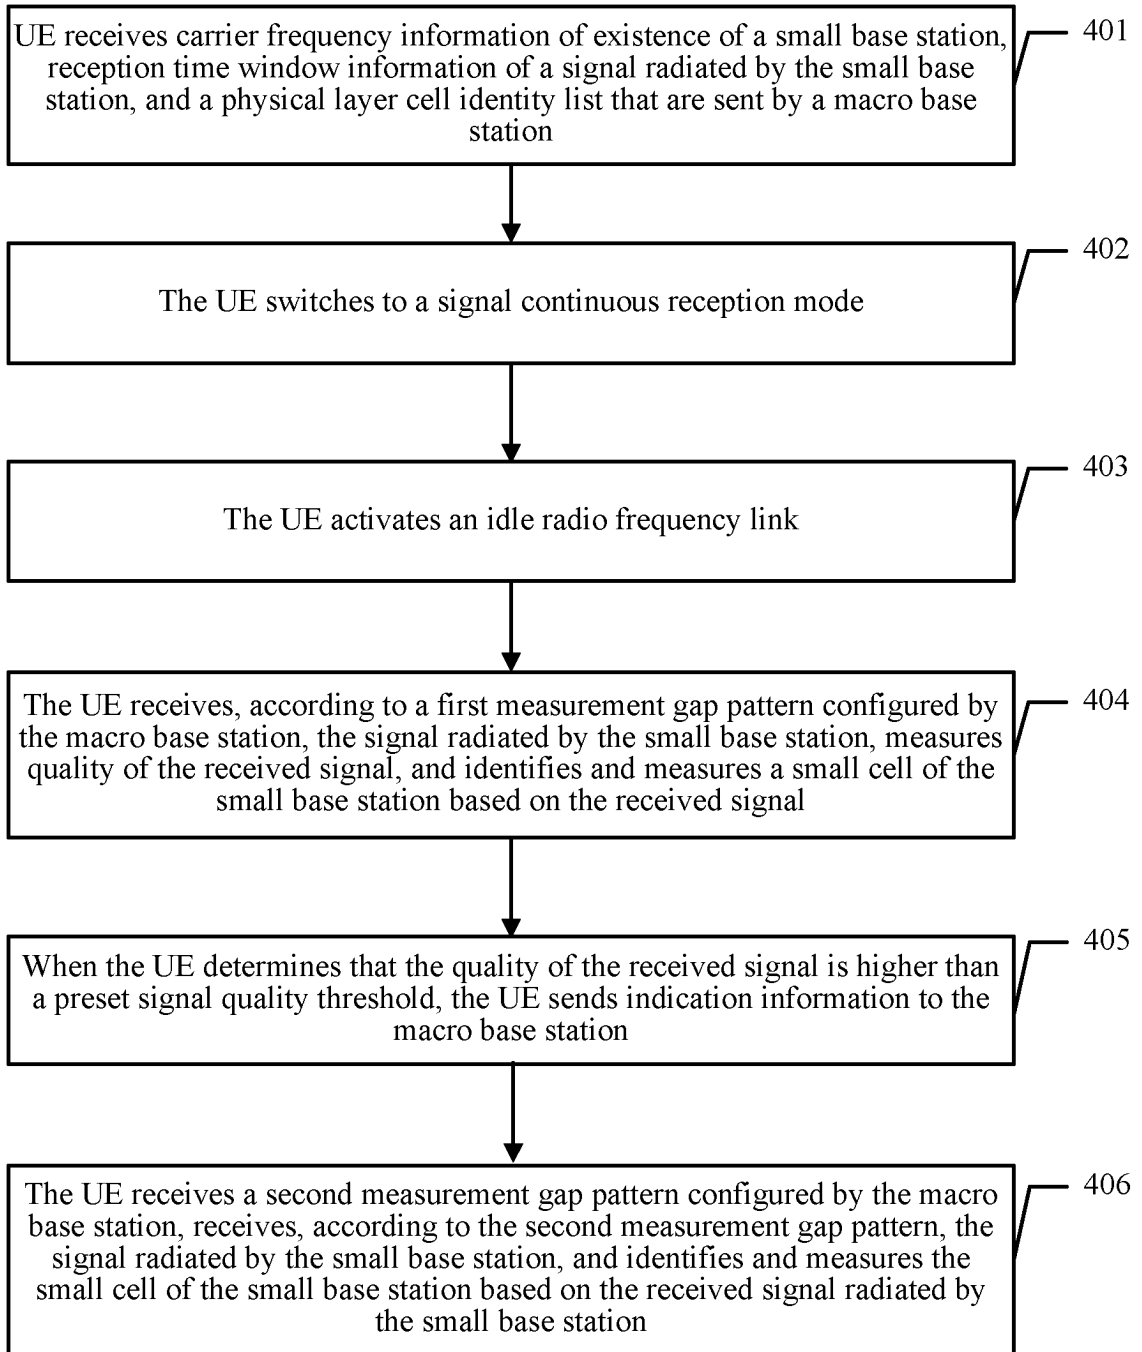 UE receives carrier frequency information of existence of a small base station,
reception time window information of a signal radiated by the small base
station, and a physical layer cell identity list that are sent by a macro base
station
401
The UE switches to a signal continuous reception mode
402
The UE activates an idle radio frequency link
403
The UE receives, according to a first measurement gap pattern configured by
the macro base station, the signal radiated by the small base station, measures
quality of the received signal, and identifies and measures a small cell of the
small base station based on the received signal
404
When the UE determines that the quality of the received signal is higher than
a preset signal quality threshold, the UE sends indication information to the
macro base station
405
The UE receives a second measurement gap pattern configured by the macro
base station, receives, according to the second measurement gap pattern, the
signal radiated by the small base station, and identifies and measures the
small cell of the small base station based on the received signal radiated by
the small base station
406